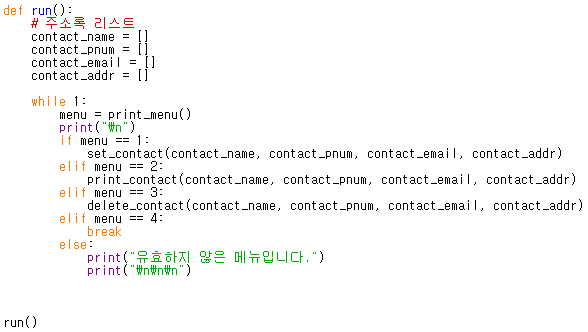 def run():
    # 주소록 리스트
    contact_name = []
    contact_pnum = []
    contact_email = []
    contact_addr = []

    while 1:
        menu = print_menu()
        print("₩n")
        if menu == 1:
            set_contact(contact_name, contact_pnum, contact_email, contact_addr)
        elif menu == 2:
            print_contact(contact_name, contact_pnum, contact_email, contact_addr)
        elif menu == 3:
            delete_contact(contact_name, contact_pnum, contact_email, contact_addr)
        elif menu == 4:
            break
        else:
            print("유효하지 않은 메뉴입니다.")
            print("₩n₩n₩n")

run()